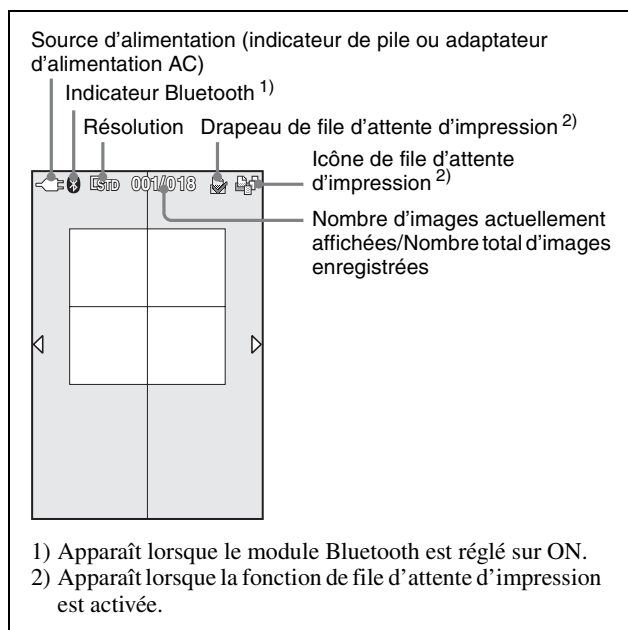 Source d'alimentation (indicateur de pile ou adaptateur
d'alimentation AC)
Indicateur Bluetooth 1)
Résolution Drapeau de file d'attente d'impression 2)
Icône de file d'attente
d'impression 2)
STD 001/018
Nombre d'images actuellement
affichées/Nombre total d'images
enregistrées
1) Apparaît lorsque le module Bluetooth est réglé sur ON.
2) Apparaît lorsque la fonction de file d'attente d'impression
est activée.